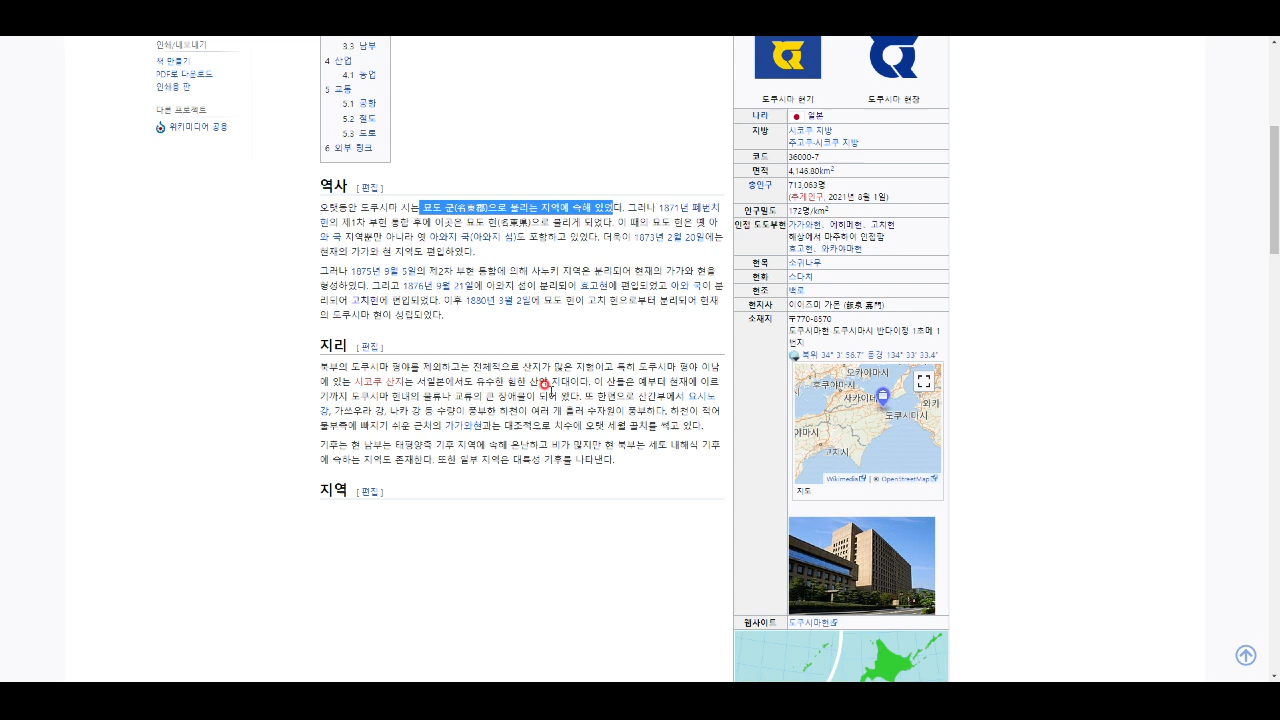 인쇄/내보내기
책 만들기
PDF로 다운로드
인쇄용 판
다른 프로젝트
위키미디어 공용
3.3 남부
4 산업
4.1 농업
5 교통
5.1 공항
5.2 철도
5.3 도로
6 외부 링크
역사 [ 편집 ]
오랫동안 도쿠시마 시는 묘도 군(名東郡)으로 불리는 지역에 속해 있었다. 그러나 1871년 폐번치
현의 제1차 부현 통합 후에 이곳은 묘도 현(名東県)으로 불리게 되었다. 이 때의 묘도 현은 옛 아
와 국 지역뿐만 아니라 옛 아와지 국(아와지 섬)도 포함하고 있었다. 더욱이 1873년 2월 20일에는
현재의 가가와 현 지역도 편입하였다.
그러나 1875년 9월 5일의 제2차 부현 통합에 의해 사누키 지역은 분리되어 현재의 가가와 현을
형성하였다. 그리고 1876년 9월 21일에 아와지 섬이 분리되어 효고현에 편입되었고 아와 국이 분
리되어 고치현에 편입되었다. 이후 1880년 3월 2일에 묘도 현이 고치 현으로부터 분리되어 현재
의 도쿠시마 현이 성립되었다.
지리 [ 편집 ]
북부의 도쿠시마 평야를 제외하고는 전체적으로 산지가 많은 지형이고 특히 도쿠시마 평야 이남
에 있는 시코쿠 산지는 서일본에서도 유수한 험한 산악 지대이다. 이 산들은 예부터 현재에 이르
기까지 도쿠시마 현내의 물류나 교류의 큰 장애물이 되어 왔다. 또 한편으로 산간부에서 요시노
강, 가쓰우라 강, 나카 강 등 수량이 풍부한 하천이 여러 개 흘러 수자원이 풍부하다. 하천이 적어
물부족에 빠지기 쉬운 근처의 가가와현과는 대조적으로 치수에 오랫 세월 골치를 썩고 있다.
기후는 현 남부는 태평양측 기후 지역에 속해 온난하고 비가 많지만 현 북부는 세토 내해식 기후
에 속하는 지역도 존재한다. 또한 일부 지역은 대륙성 기후를 나타낸다.
지역 [ 편집 ]
도쿠시마 현기 도쿠시마 현장
나라 일본
지방 시코쿠 지방
주고쿠·시코쿠 지방
코드 36000-7
면적 4,146.80km2
총인구 713,063명
(추계인구, 2021년 8월 1일)
인구밀도 172명/km2
인접 도도부현 가가와현、에히메현、고치현
해상에서 마주하여 인접함
효고현、와카야마현
현목 소귀나무
현화 스다치
현조 백로
현지사 이이즈미 가몬 (飯泉 嘉門)
소재지 〒770-8570
도쿠시마현 도쿠시마시 반다이정 1초메 1
번지
북위 34° 3′ 56.7″ 동경 134° 33′ 33.4″
오카야마시
후쿠야마시
와카
도쿠시마시
야마시
고치시
Wikimedia | © OpenStreetMap
지도
웹사이트 도쿠시마현